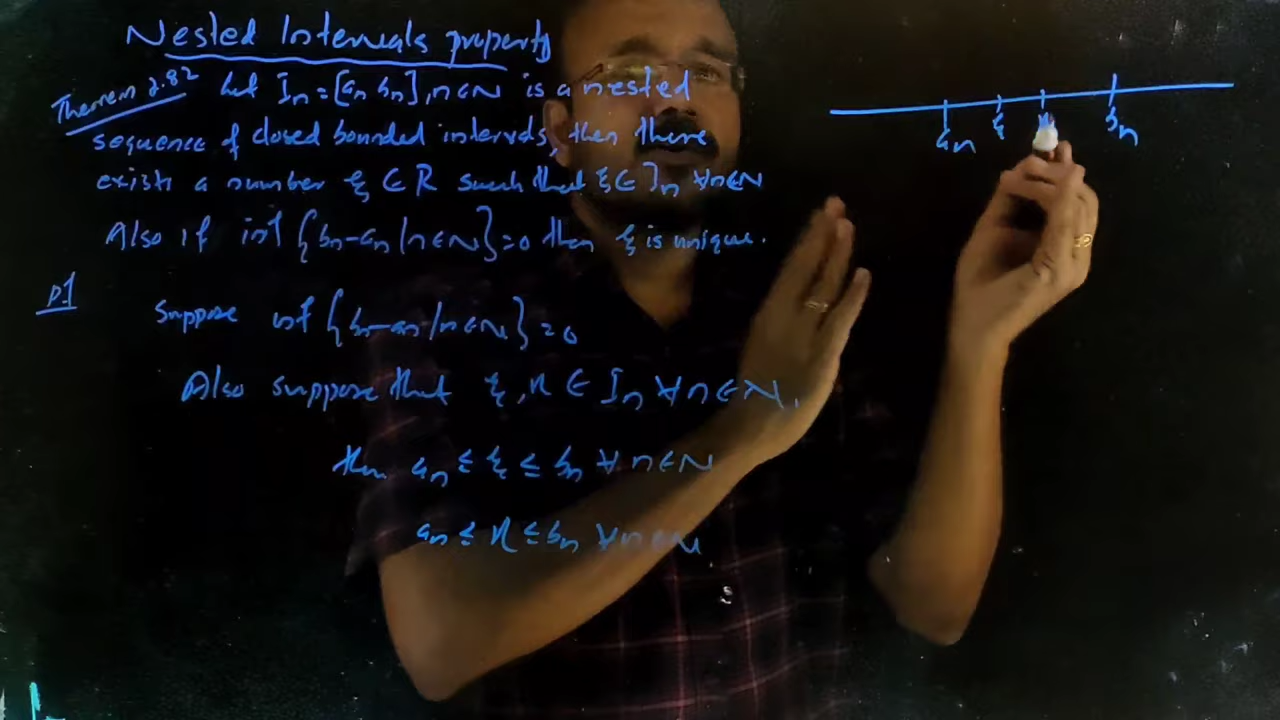 Nested Intervals property
Theorem 2.82 Let Iₙ = [aₙ bₙ], n∈N is a nested
sequence of closed bounded intervals, then there
exists a number ξ ∈ R such that ξ ∈ Iₙ ∀n∈N
Also if inf {bₙ-aₙ/n∈N}=0 then ξ is unique.
Suppose inf {bₙ-aₙ/n∈N}=0
Also suppose that ξ, η ∈ Iₙ ∀n∈N.
then aₙ ≤ ξ ≤ bₙ ∀ n∈N
aₙ ≤ η ≤ bₙ ∀n∈N
aₙ ξ η bₙ